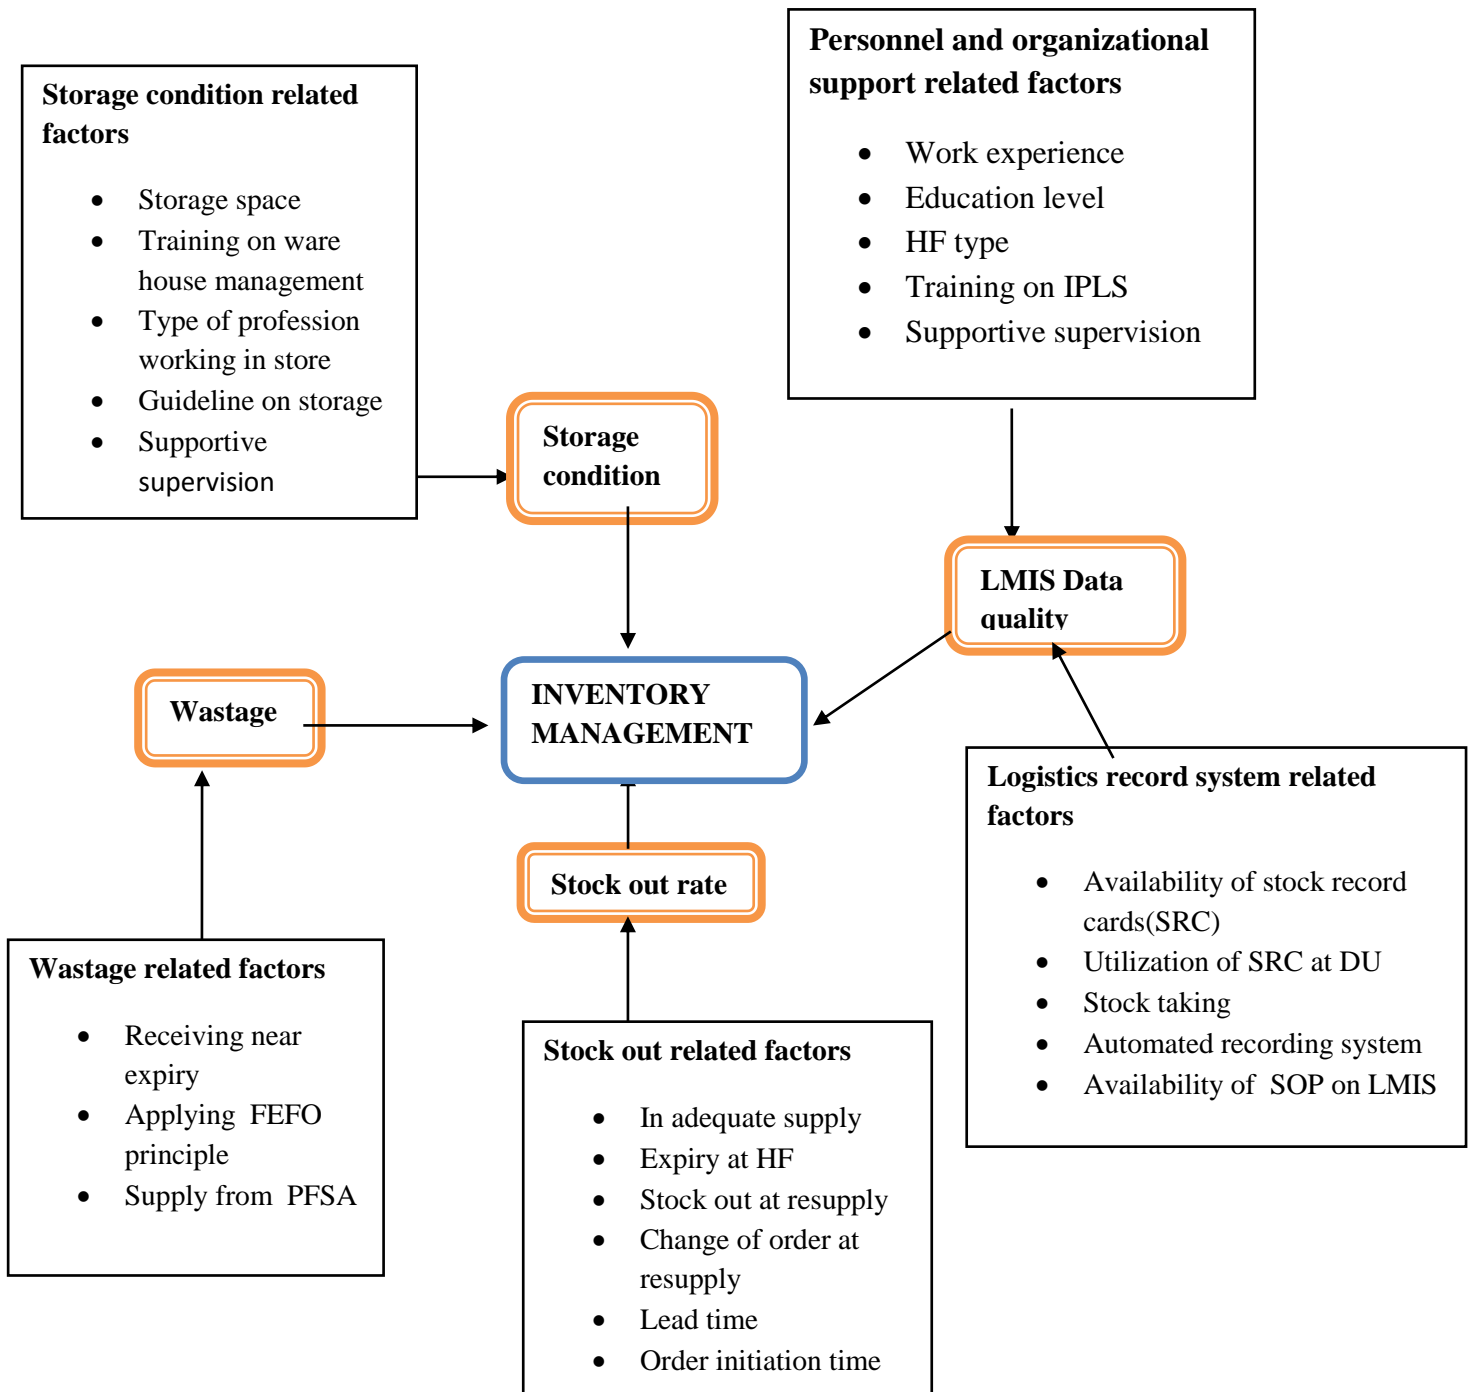 Personnel and organizational
support related factors
• Work experience
• Education level
• HF type
• Training on IPLS
• Supportive supervision
Storage condition related
factors
• Storage space
• Training on ware
house management
• Type of profession
working in store
• Guideline on storage
• Supportive
supervision
Storage
condition
LMIS Data
quality
Wastage
INVENTORY
MANAGEMENT
Stock out rate
Logistics record system related
factors
• Availability of stock record
cards(SRC)
• Utilization of SRC at DU
• Stock taking
• Automated recording system
• Availability of  SOP on LMIS
Wastage related factors
• Receiving near
expiry
• Applying  FEFO
principle
• Supply from  PFSA
Stock out related factors
• In adequate supply
• Expiry at HF
• Stock out at resupply
• Change of order at
resupply
• Lead time
• Order initiation time